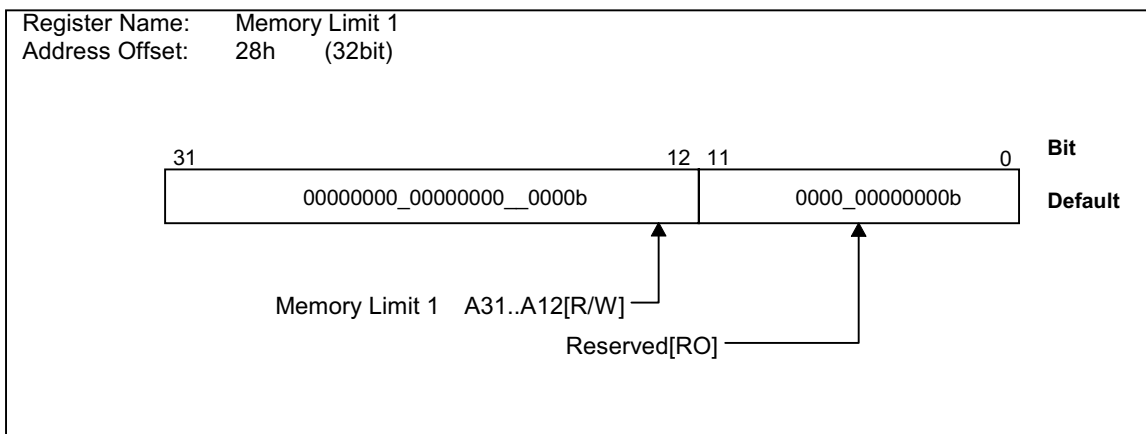 Register Name: Memory Limit 1
Address Offset: 28h (32bit)
31 12 11 0 Bit
00000000_00000000__0000b 0000_00000000b Default
Memory Limit 1 A31..A12[R/W]
Reserved[RO]